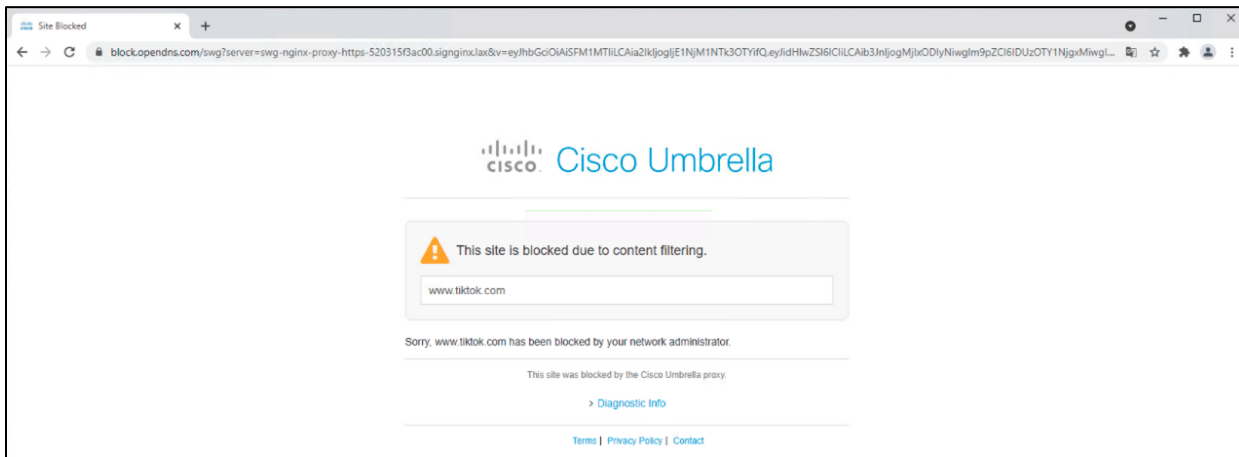 Site Blocked
block.opendns.com/swg?server=swg-nginx-proxy-https-520315f3ac00.signginx.lax&v=
CISCO Cisco Umbrella
This site is blocked due to content filtering.
www.tiktok.com
Sorry, www.tiktok.com has been blocked by your network administrator.
This site was blocked by the Cisco Umbrella proxy.
> Diagnostic Info
Terms | Privacy Policy | Contact